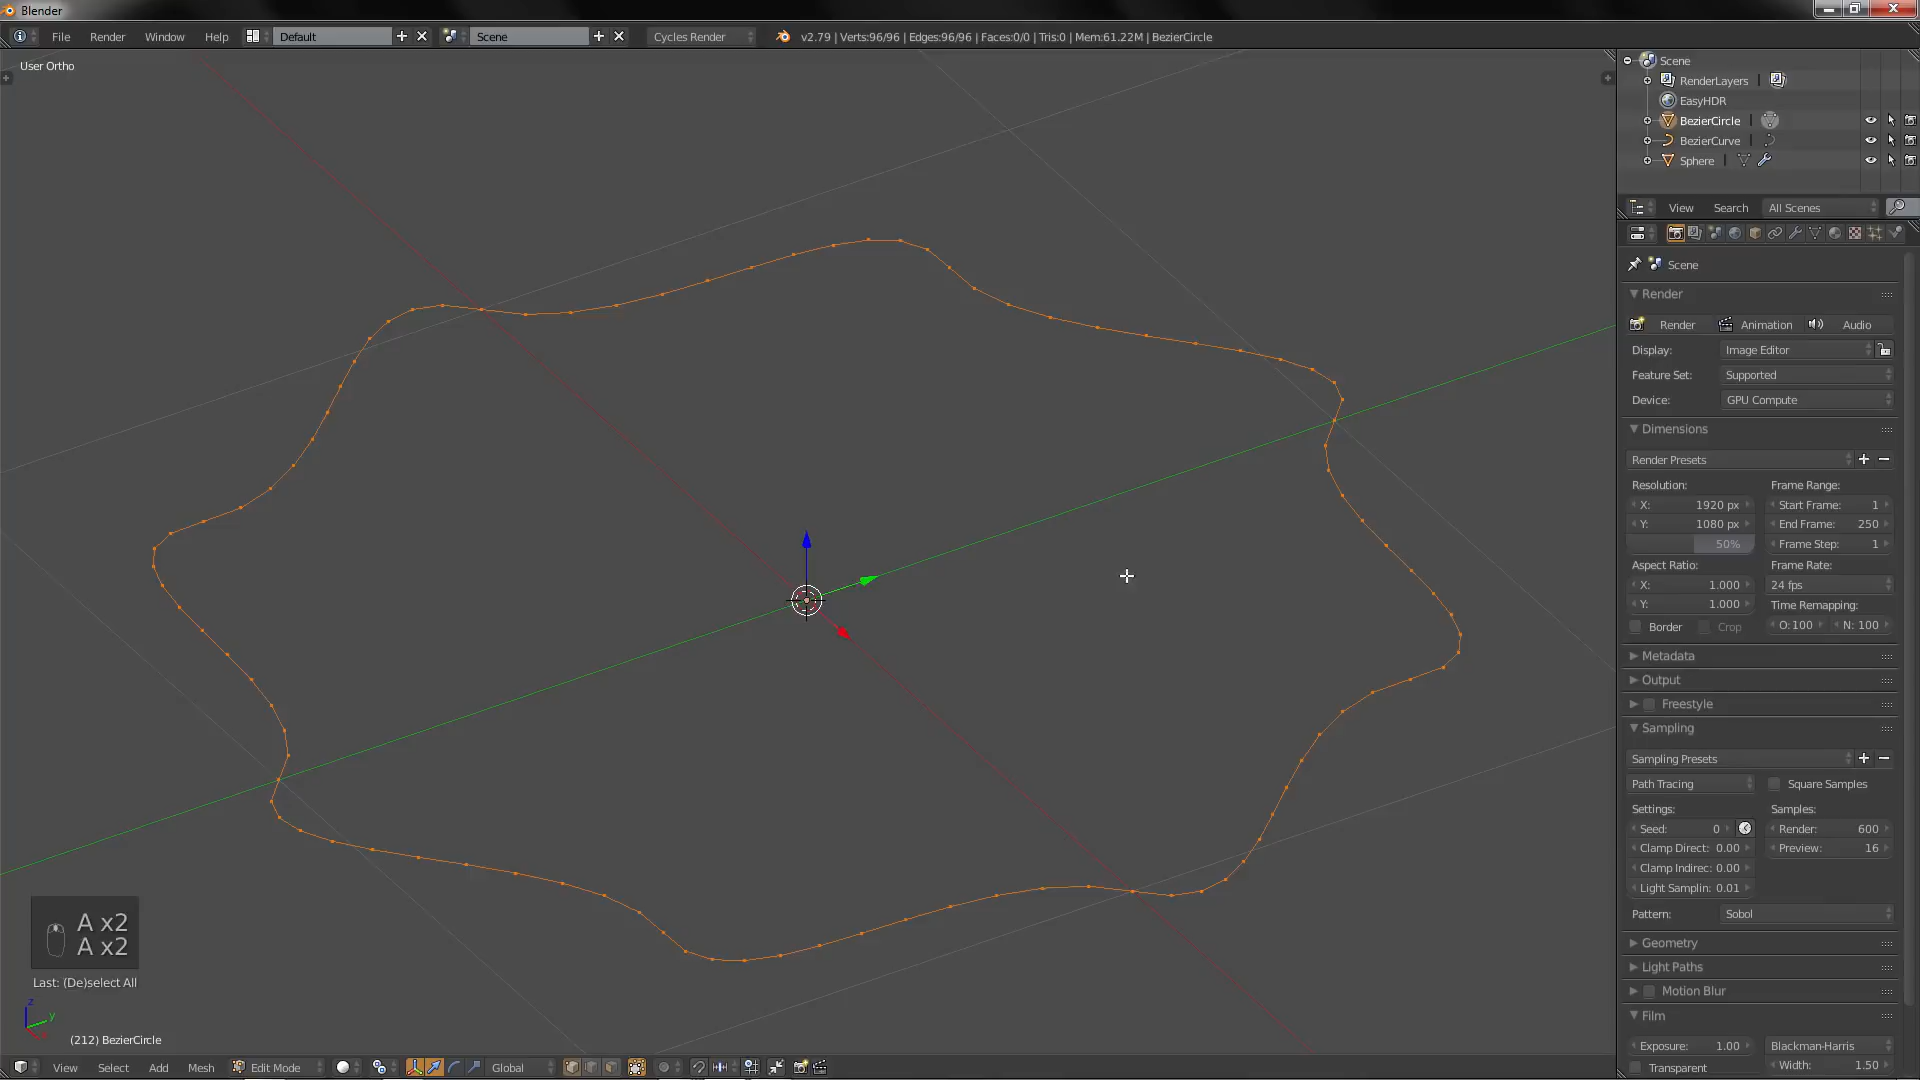 Blender
File Render Window Help Default Scene Cycles Render v2.79 | Verts:96/96 | Edges:96/96 | Faces:0/0 | Tris:0 | Mem:61.22M | BezierCircle
User Ortho
Scene
RenderLayers
EasyHDR
BezierCircle
BezierCurve
Sphere
View Search All Scenes
Scene
Render
Render Animation Audio
Display: Image Editor
Feature Set: Supported
Device: GPU Compute
Dimensions
Render Presets
Resolution: Frame Range:
X: 1920 px Start Frame: 1
Y: 1080 px End Frame: 250
50% Frame Step: 1
Aspect Ratio: Frame Rate:
X: 1.000 24 fps
Y: 1.000 Time Remapping:
Border Crop O:100 N: 100
Metadata
Output
Freestyle
Sampling
Sampling Presets
Path Tracing Square Samples
Settings: Samples:
Seed: 0 Render: 600
Clamp Direct: 0.00 Preview: 16
Clamp Indirec: 0.00
Light Samplin: 0.01
Pattern: Sobol
Geometry
Light Paths
Motion Blur
Film
Exposure: 1.00 Blackman-Harris
Transparent Width: 1.50
A x2
A x2
Last: (De)select All
z
y
(212) BezierCircle
View Select Add Mesh Edit Mode Global